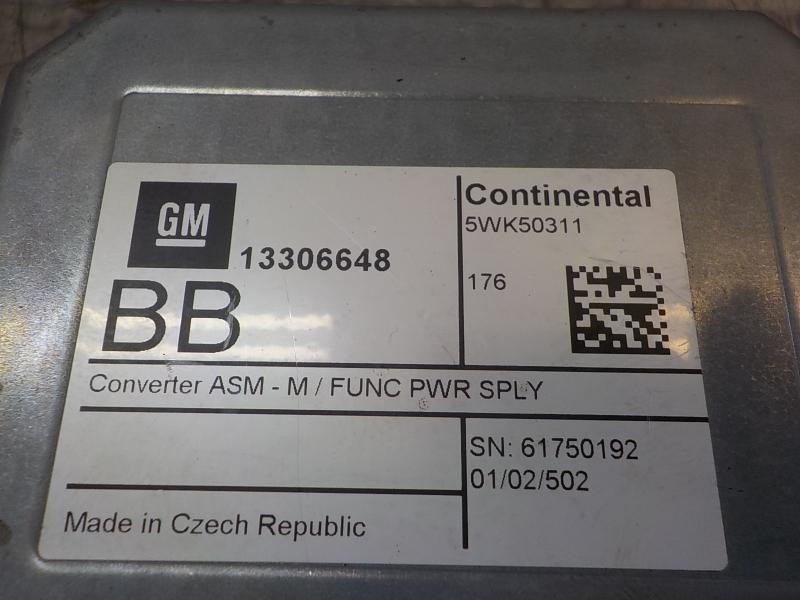 GM
13306648
BB
Continental
5WK50311
176
Converter ASM - M / FUNC PWR SPLY
SN: 61750192
01/02/502
Made in Czech Republic